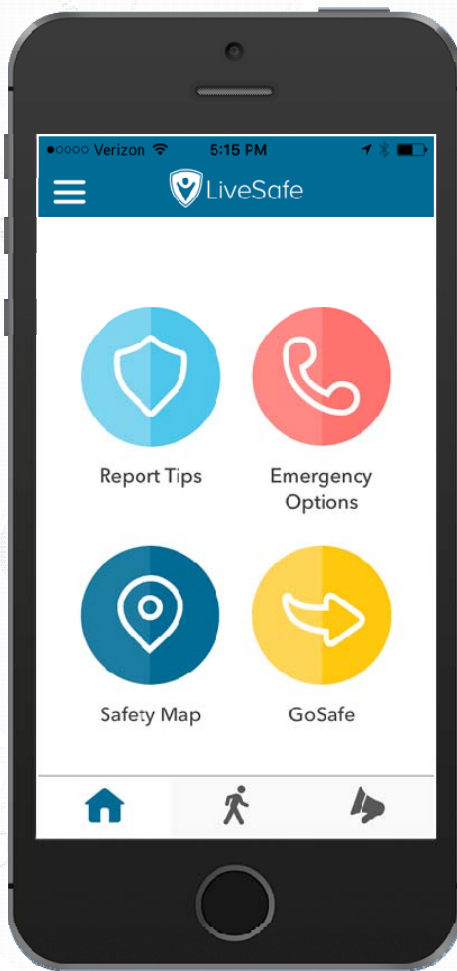 Verizon 5:15 PM
LiveSafe
Report Tips
Emergency
Options
Safety Map
GoSafe